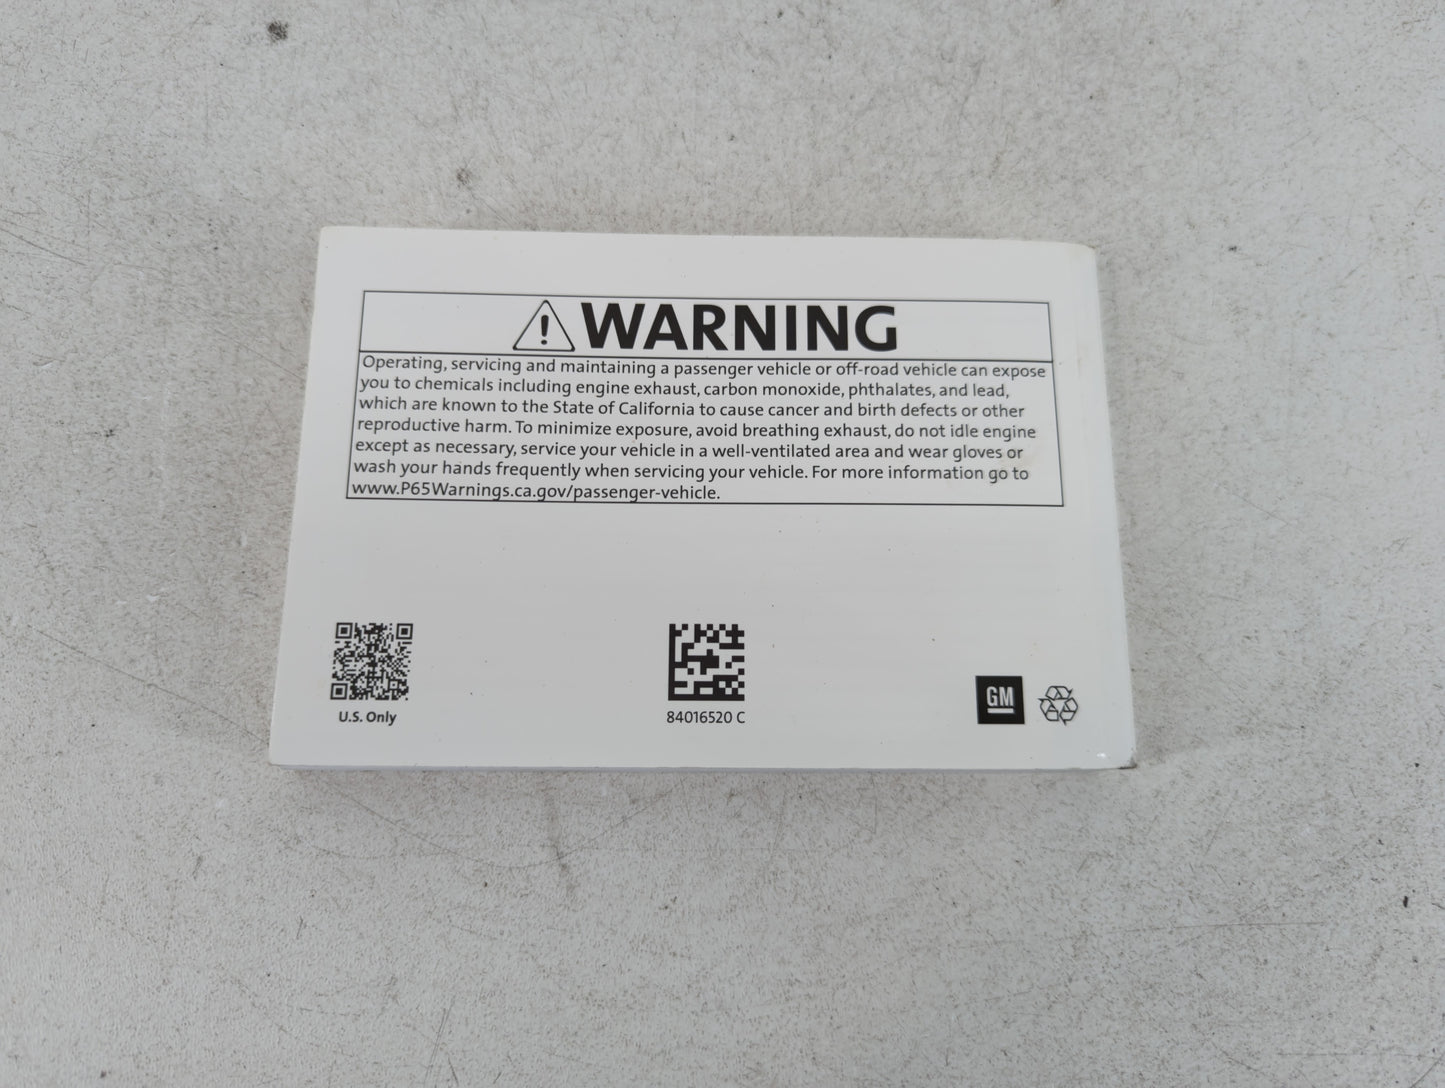 WARNING
Operating, servicing and maintaining a passenger vehicle or off-road vehicle can expose
you to chemicals including engine exhaust, carbon monoxide, phthalates, and lead,
which are known to the State of California to cause cancer and birth defects or other
reproductive harm. To minimize exposure, avoid breathing exhaust, do not idle engine
except as necessary, service your vehicle in a well-ventilated area and wear gloves or
wash your hands frequently when servicing your vehicle. For more information go to
www.P65Warnings.ca.gov/passenger-vehicle.
U.S. Only
84016520 C
GM